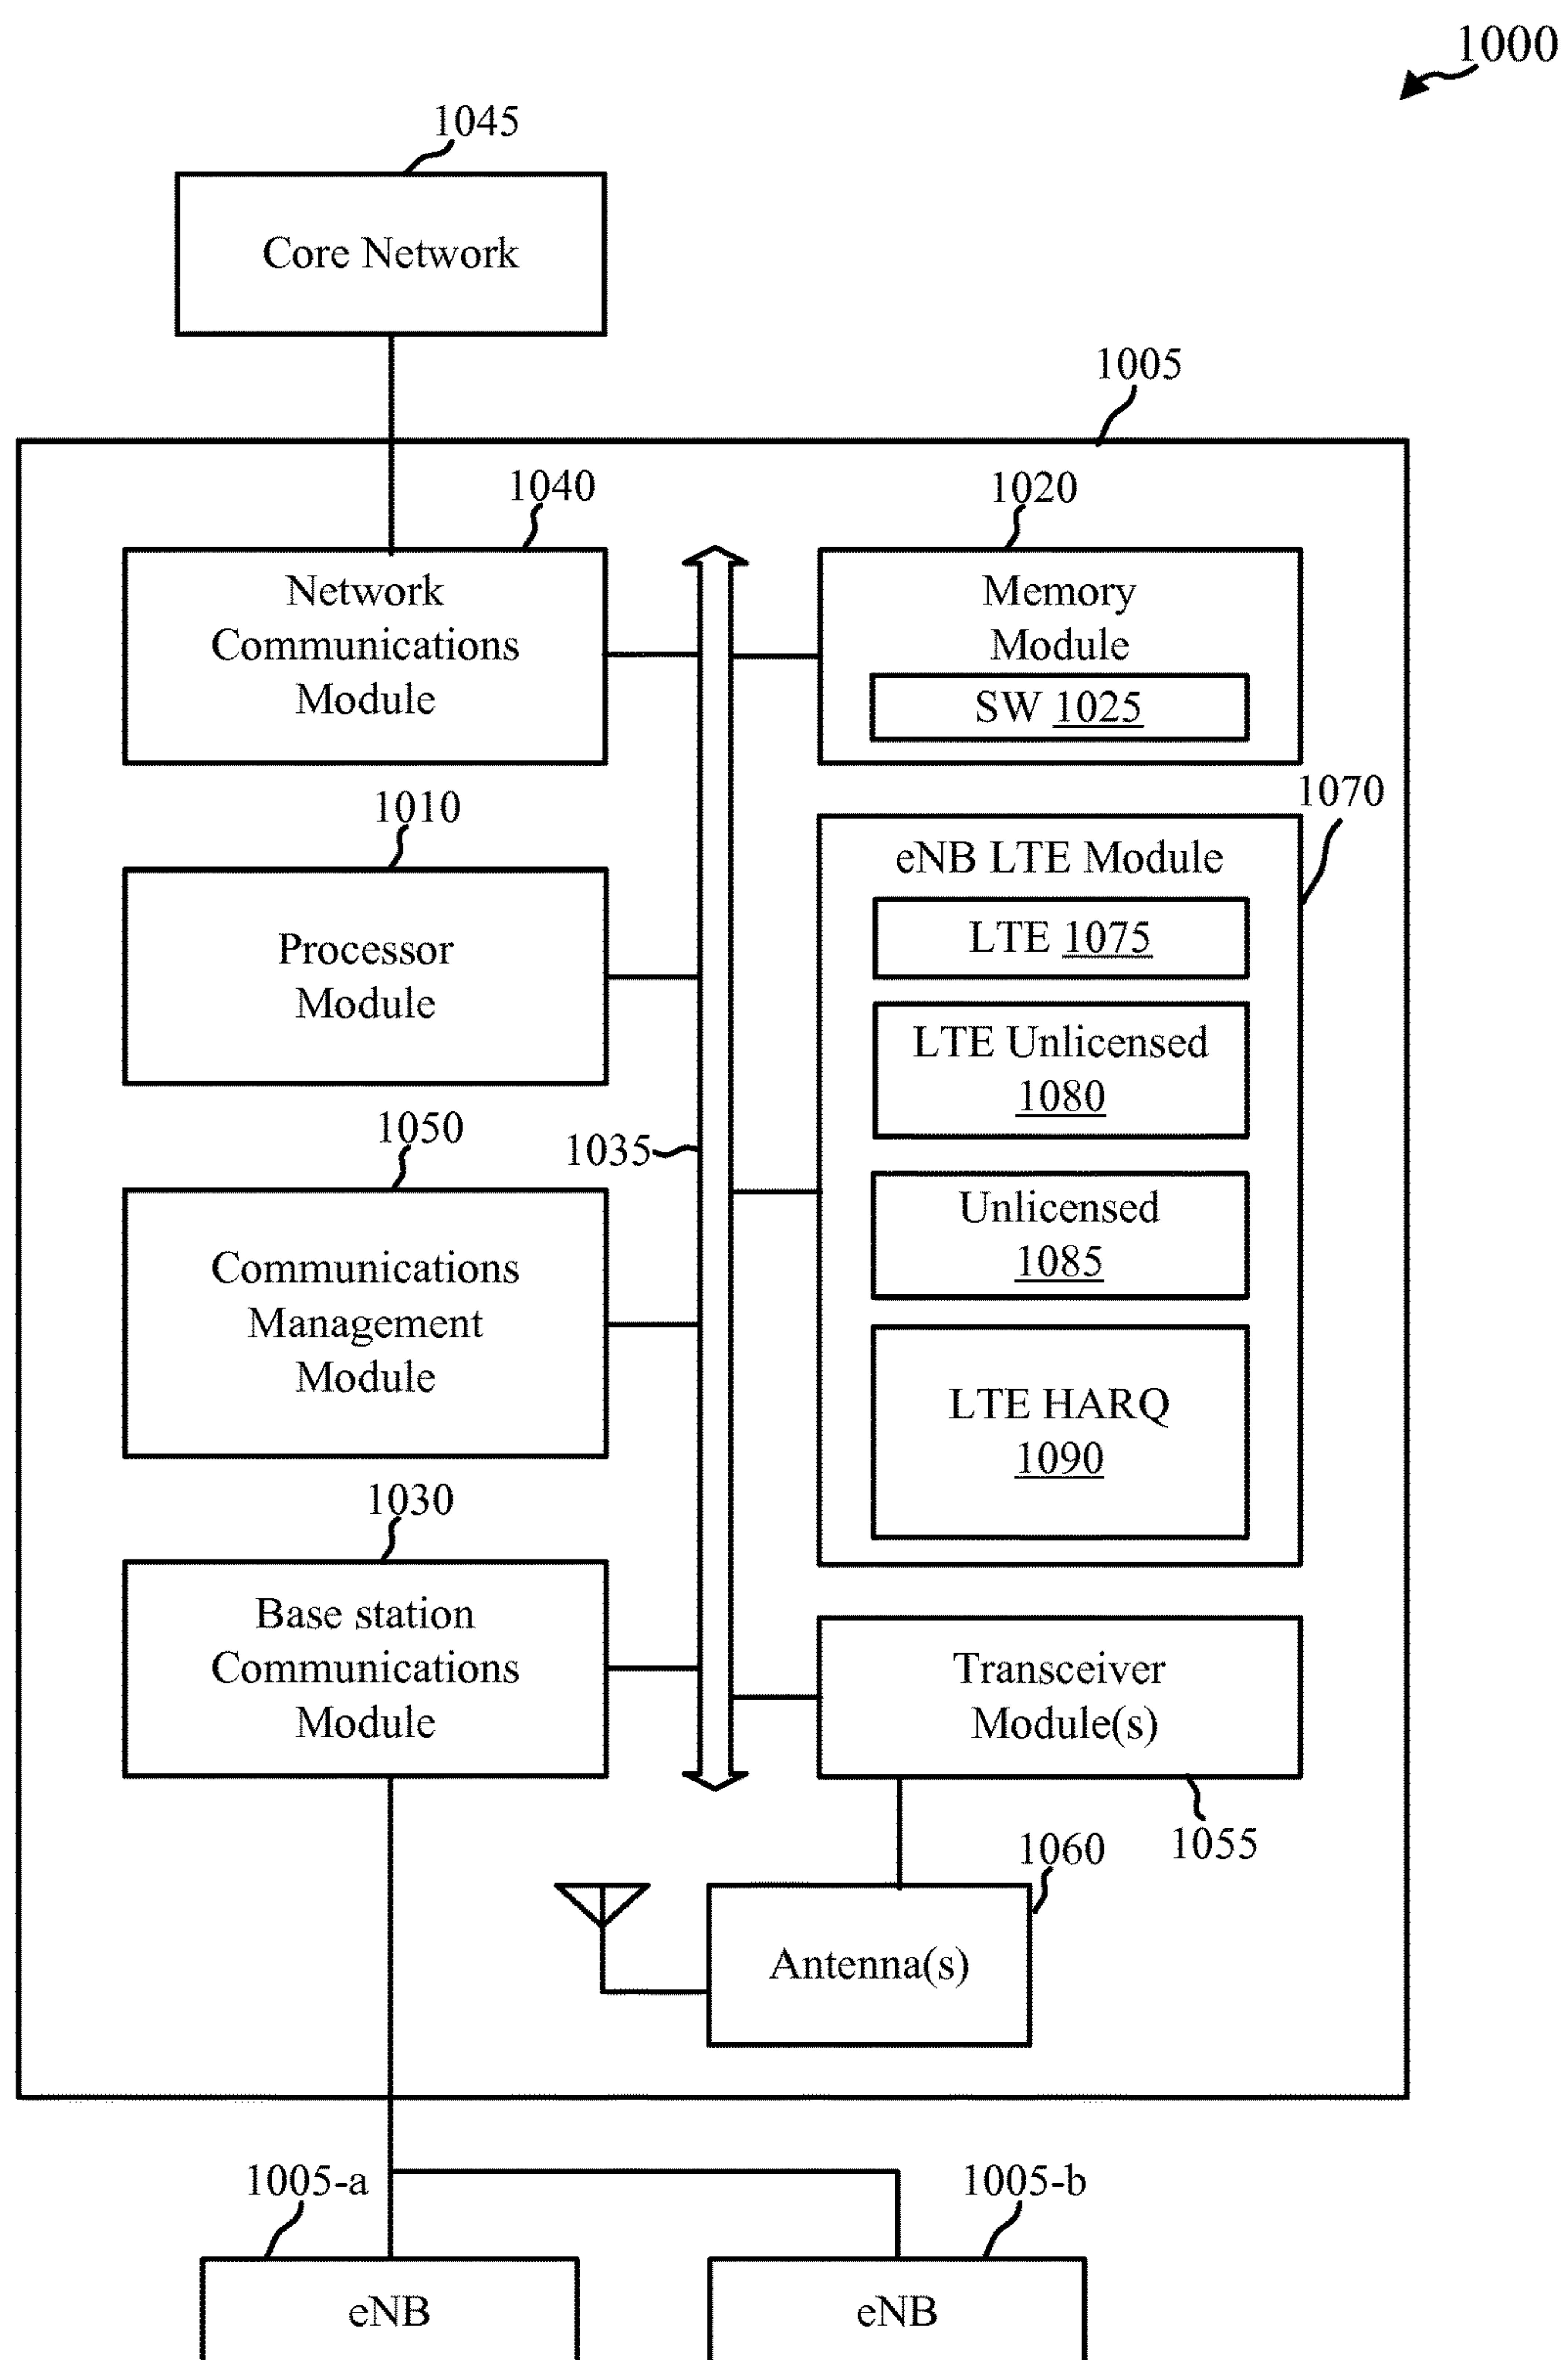 1000
1045
Core Network
1005
1040
Network
Communications
Module
1020
Memory
Module
SW 1025
1010
Processor
Module
1070
eNB LTE Module
LTE 1075
LTE Unlicensed
1080
Unlicensed
1085
LTE HARQ
1090
1050
Communications
Management
Module
1035
1030
Base station
Communications
Module
Transceiver
Module(s)
1055
1060
Antenna(s)
1005-a
eNB
1005-b
eNB